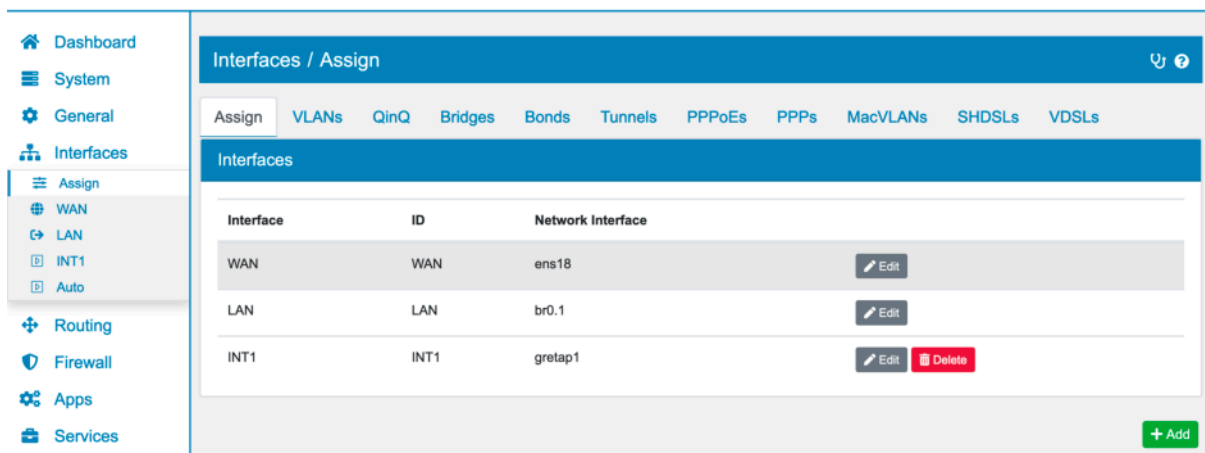 Dashboard
System
General
Interfaces
Assign
WAN
LAN
INT1
Auto
Routing
Firewall
Apps
Services
Interfaces / Assign
Assign VLANs QinQ Bridges Bonds Tunnels PPPoEs PPPs MacVLANs SHDSLs VDSLs
Interfaces
Interface ID Network Interface
WAN WAN ens18 Edit
LAN LAN br0.1 Edit
INT1 INT1 gretap1 Edit Delete
+ Add